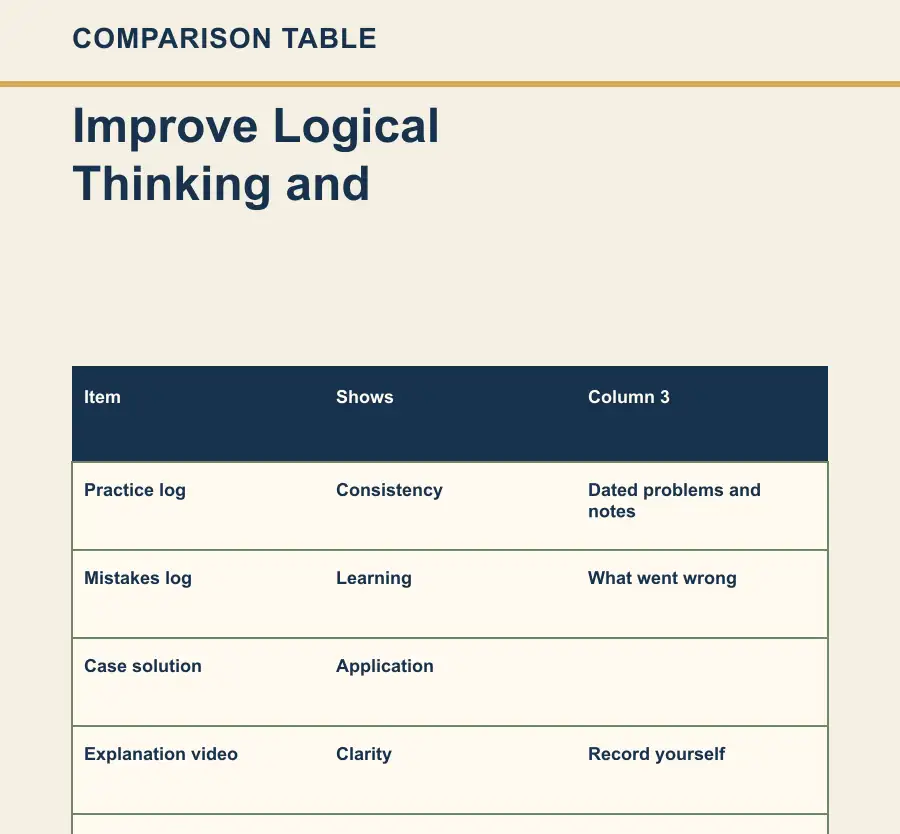 COMPARISON TABLE
Improve Logical
Thinking and
Item Shows Column 3
Practice log Consistency Dated problems and
notes
Mistakes log Learning What went wrong
Case solution Application
Explanation video Clarity Record yourself